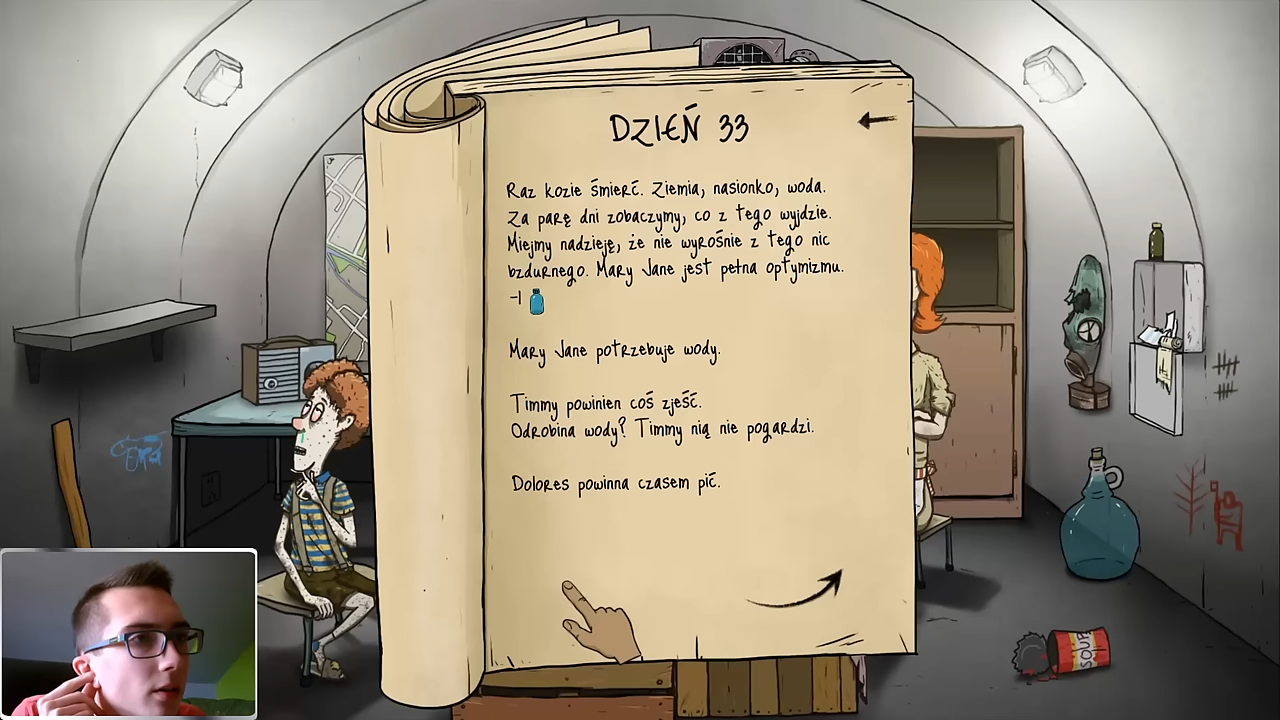 DZIEŃ 33
Raz kozie śmierć. Ziemia, nasionko, woda.
Za parę dni zobaczymy, co z tego wyjdzie.
Miejmy nadzieję, że nie wyrośnie z tego nic
bzdurnego. Mary Jane jest pełna optymizmu.
-1
Mary Jane potrzebuje wody.
Timmy powinien coś zjeść.
Odrobina wody? Timmy nią nie pogardzi.
Dolores powinna czasem pić.
SOUP